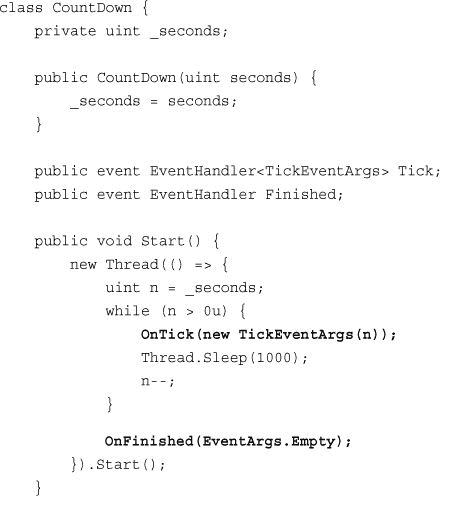 class CountDown {
    private uint _seconds;

    public CountDown(uint seconds) {
        _seconds = seconds;
    }

    public event EventHandler<TickEventArgs> Tick;
    public event EventHandler Finished;

    public void Start() {
        new Thread(() => {
            uint n = _seconds;
            while (n > 0u) {
                OnTick(new TickEventArgs(n));
                Thread.Sleep(1000);
                n--;
            }

            OnFinished(EventArgs.Empty);
        }).Start();
    }